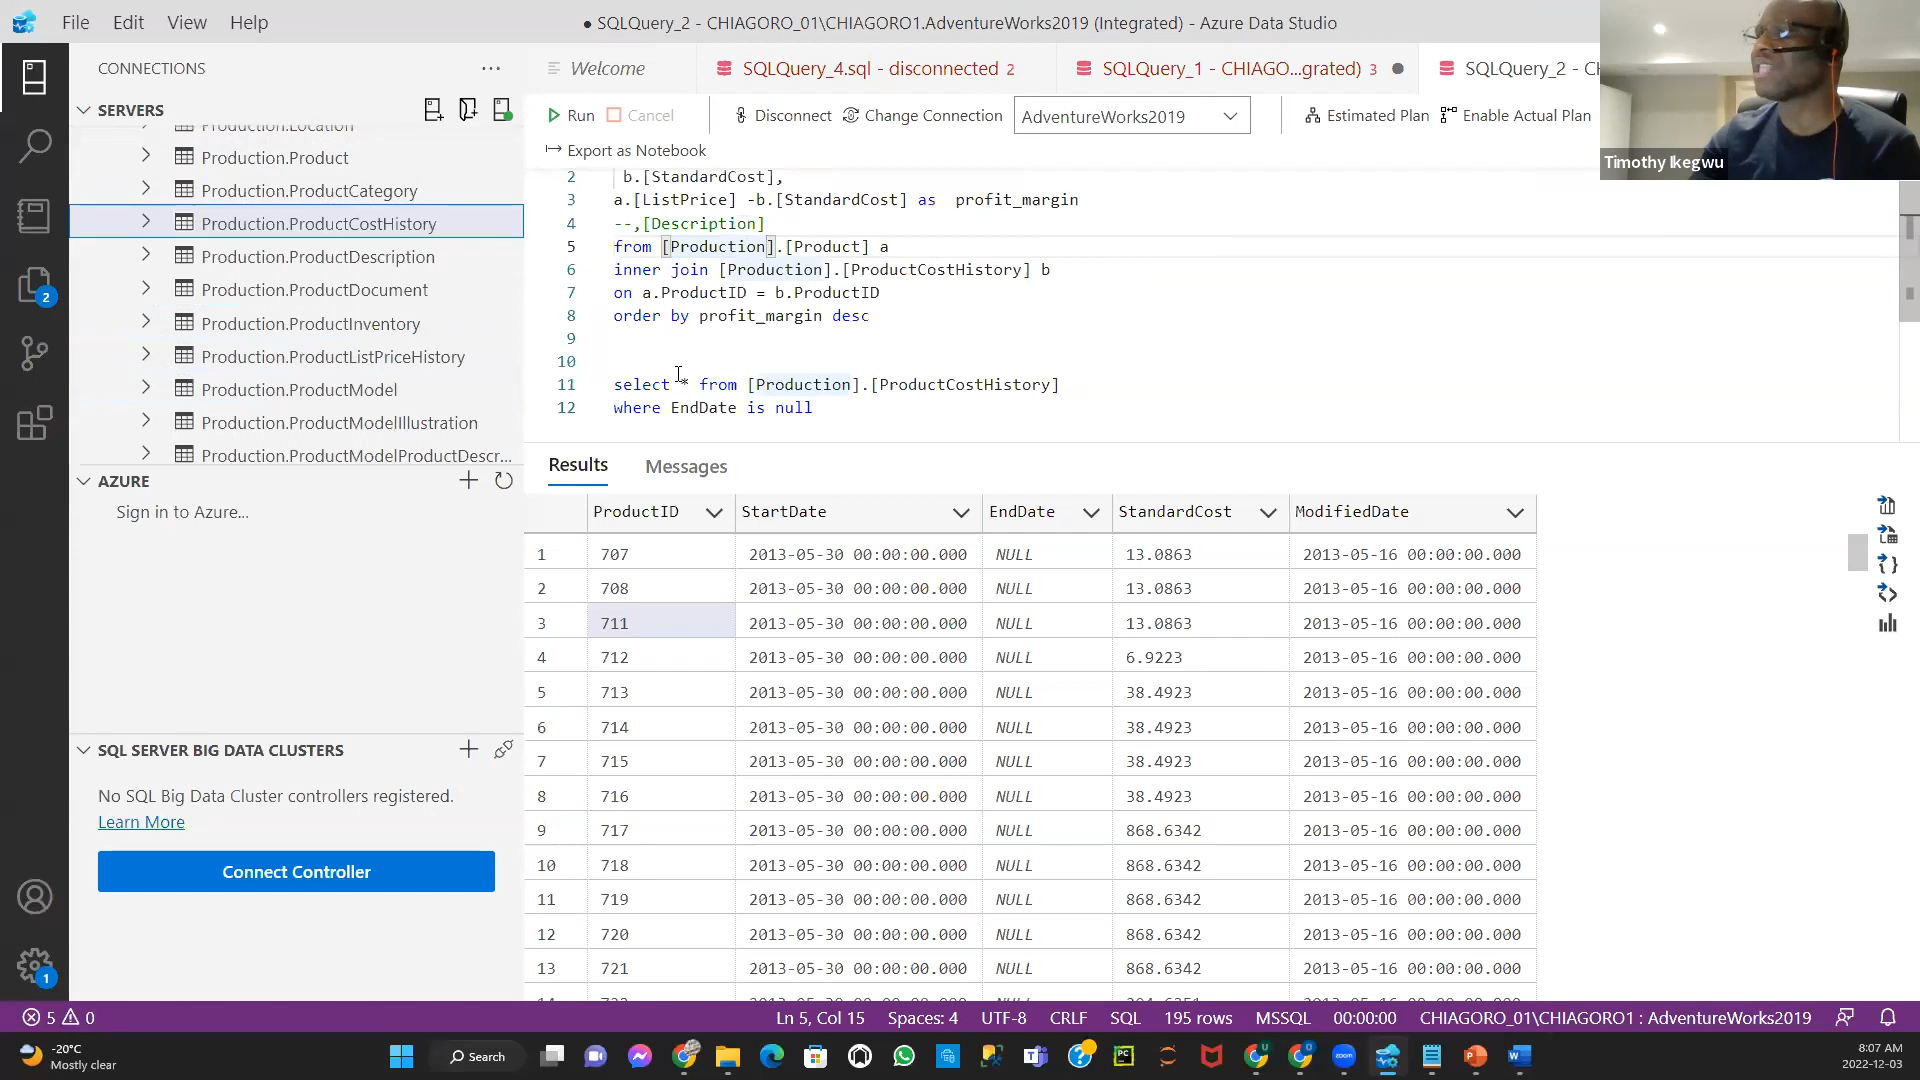 File Edit View Help
● SQLQuery_2 - CHIAGORO_01\CHIAGORO1.AdventureWorks2019 (Integrated) - Azure Data Studio
CONNECTIONS
SERVERS
Production.Location
Production.Product
Production.ProductCategory
Production.ProductCostHistory
Production.ProductDescription
Production.ProductDocument
Production.ProductInventory
Production.ProductListPriceHistory
Production.ProductModel
Production.ProductModelIllustration
Production.ProductModelProductDescr...
AZURE
Sign in to Azure...
SQL SERVER BIG DATA CLUSTERS
No SQL Big Data Cluster controllers registered.
Learn More
Connect Controller
2
1
Welcome SQLQuery_4.sql - disconnected 2 SQLQuery_1 - CHIAGO...grated) 3 SQLQuery_2 - C
Run Cancel Disconnect Change Connection AdventureWorks2019 Estimated Plan Enable Actual Plan
Export as Notebook
Timothy Ikegwu
2 b.[StandardCost],
3 a.[ListPrice] -b.[StandardCost] as profit_margin
4 --,[Description]
5 from [Production].[Product] a
6 inner join [Production].[ProductCostHistory] b
7 on a.ProductID = b.ProductID
8 order by profit_margin desc
9
10
11 select * from [Production].[ProductCostHistory]
12 where EndDate is null
Results Messages
ProductID StartDate EndDate StandardCost ModifiedDate
1 707 2013-05-30 00:00:00.000 NULL 13.0863 2013-05-16 00:00:00.000
2 708 2013-05-30 00:00:00.000 NULL 13.0863 2013-05-16 00:00:00.000
3 711 2013-05-30 00:00:00.000 NULL 13.0863 2013-05-16 00:00:00.000
4 712 2013-05-30 00:00:00.000 NULL 6.9223 2013-05-16 00:00:00.000
5 713 2013-05-30 00:00:00.000 NULL 38.4923 2013-05-16 00:00:00.000
6 714 2013-05-30 00:00:00.000 NULL 38.4923 2013-05-16 00:00:00.000
7 715 2013-05-30 00:00:00.000 NULL 38.4923 2013-05-16 00:00:00.000
8 716 2013-05-30 00:00:00.000 NULL 38.4923 2013-05-16 00:00:00.000
9 717 2013-05-30 00:00:00.000 NULL 868.6342 2013-05-16 00:00:00.000
10 718 2013-05-30 00:00:00.000 NULL 868.6342 2013-05-16 00:00:00.000
11 719 2013-05-30 00:00:00.000 NULL 868.6342 2013-05-16 00:00:00.000
12 720 2013-05-30 00:00:00.000 NULL 868.6342 2013-05-16 00:00:00.000
13 721 2013-05-30 00:00:00.000 NULL 868.6342 2013-05-16 00:00:00.000
5 0 Ln 5, Col 15 Spaces: 4 UTF-8 CRLF SQL 195 rows MSSQL 00:00:00 CHIAGORO_01\CHIAGORO1 : AdventureWorks2019
-20°C
Mostly clear
Search
8:07 AM
2022-12-03